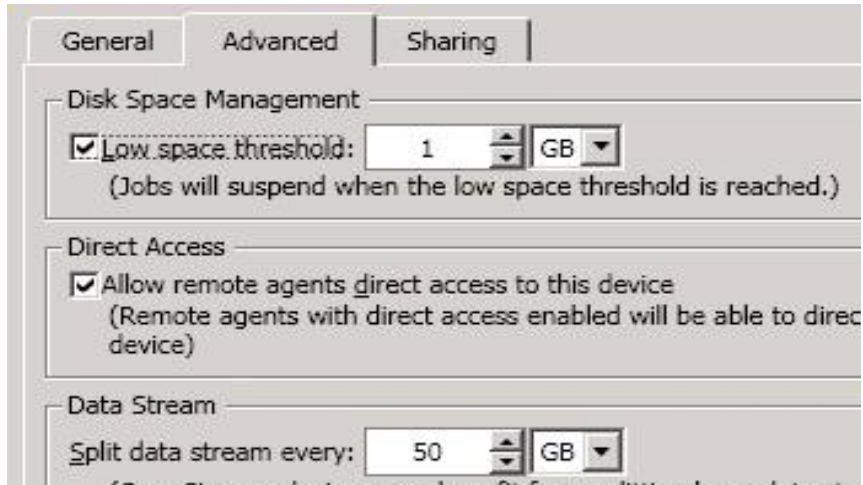 General Advanced Sharing
Disk Space Management
Low space threshold: 1 GB
(Jobs will suspend when the low space threshold is reached.)
Direct Access
Allow remote agents direct access to this device
(Remote agents with direct access enabled will be able to direc
device)
Data Stream
Split data stream every: 50 GB